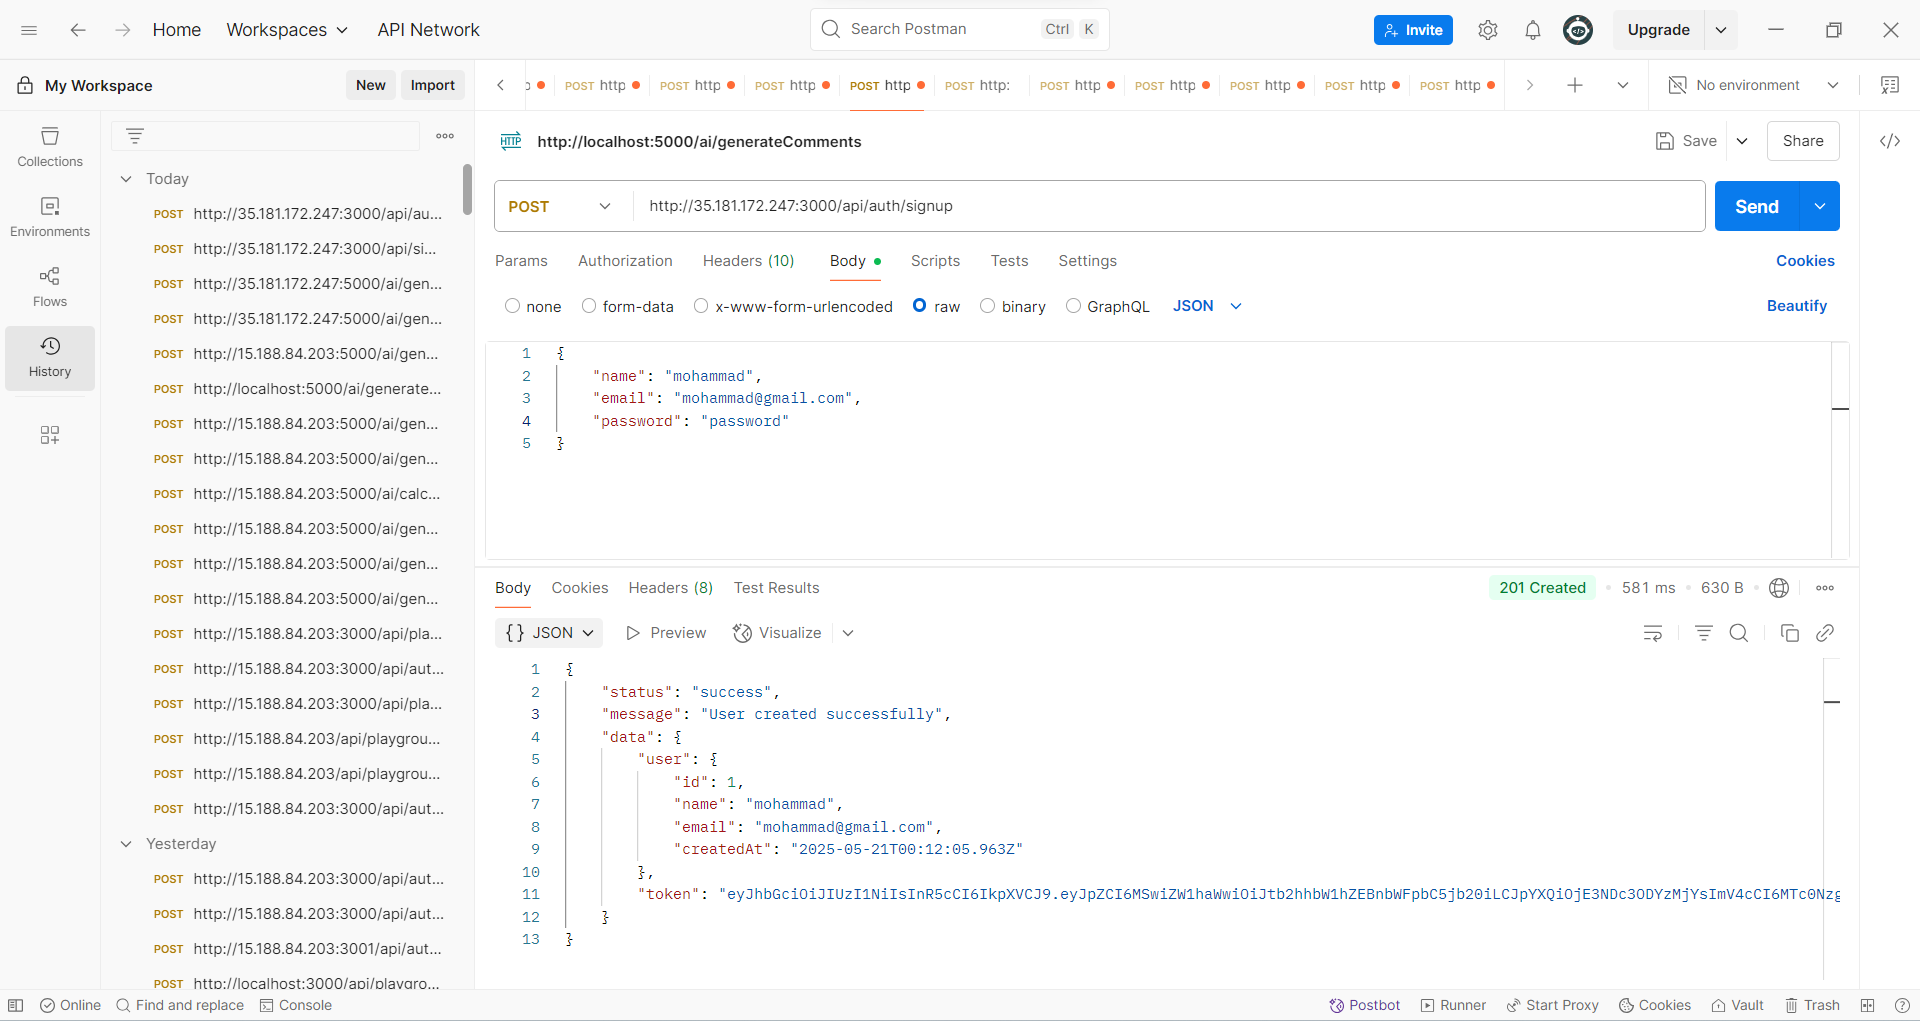 Home
Workspaces
API Network
Search Postman
Ctrl
K
Invite
Upgrade
My Workspace
New
Import
POST http
POST http
POST http
POST http
POST http:
POST http
POST http
POST http
POST http
POST http
No environment
Collections
Environments
Flows
History
Today
POST http://35.181.172.247:3000/api/au...
POST http://35.181.172.247:3000/api/si...
POST http://35.181.172.247:5000/ai/gen...
POST http://35.181.172.247:5000/ai/gen...
POST http://15.188.84.203:5000/ai/gen...
POST http://localhost:5000/ai/generate...
POST http://15.188.84.203:5000/ai/gen...
POST http://15.188.84.203:5000/ai/gen...
POST http://15.188.84.203:5000/ai/calc...
POST http://15.188.84.203:5000/ai/gen...
POST http://15.188.84.203:5000/ai/gen...
POST http://15.188.84.203:5000/ai/gen...
POST http://15.188.84.203:3000/api/pla...
POST http://15.188.84.203:3000/api/aut...
POST http://15.188.84.203:3000/api/pla...
POST http://15.188.84.203/api/playgrou...
POST http://15.188.84.203/api/playgrou...
POST http://15.188.84.203:3000/api/aut...
Yesterday
POST http://15.188.84.203:3000/api/aut...
POST http://15.188.84.203:3000/api/aut...
POST http://15.188.84.203:3001/api/aut...
POST http://localhost:3000/api/playgro...
HTTP http://localhost:5000/ai/generateComments
Save
Share
</>
POST
http://35.181.172.247:3000/api/auth/signup
Send
Params
Authorization
Headers (10)
Body
Scripts
Tests
Settings
Cookies
none
form-data
x-www-form-urlencoded
raw
binary
GraphQL
JSON
Beautify
1 {
2 "name": "mohammad",
3 "email": "mohammad@gmail.com",
4 "password": "password"
5 }
Body
Cookies
Headers (8)
Test Results
201 Created
581 ms
630 B
{} JSON
Preview
Visualize
1 {
2 "status": "success",
3 "message": "User created successfully",
4 "data": {
5 "user": {
6 "id": 1,
7 "name": "mohammad",
8 "email": "mohammad@gmail.com",
9 "createdAt": "2025-05-21T00:12:05.963Z"
10 },
11 "token": "eyJhbGciOiJIUzI1NiIsInR5cCI6IkpXVCJ9.eyJpZCI6MSwiZW1haWwiOiJtb2hhbW1hZEBnbWFpbC5jb20iLCJpYXQiOjE3NDc3ODYzMjYsImV4cCI6MTc0Nzg
12 }
13 }
Online
Find and replace
Console
Postbot
Runner
Start Proxy
Cookies
Vault
Trash